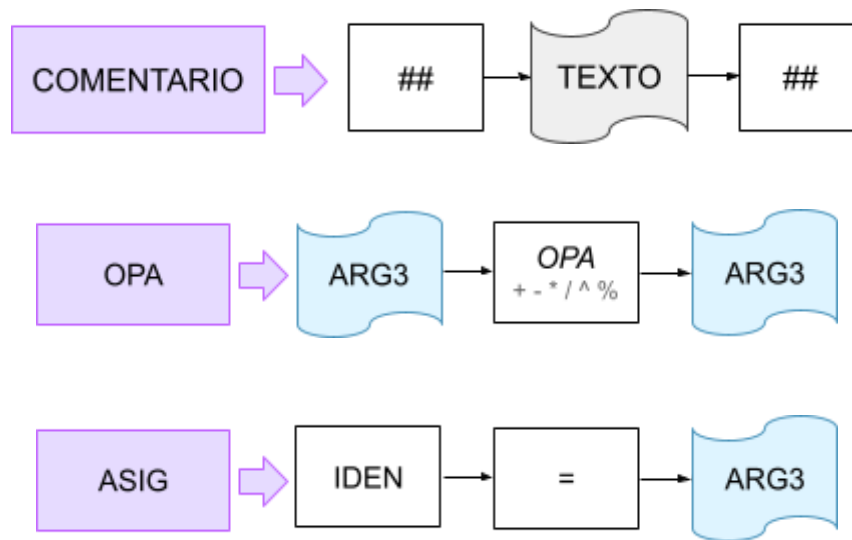 COMENTARIO ## TEXTO ##
OPA ARG3 OPA ARG3
+ - * / ^ %
ASIG IDEN = ARG3